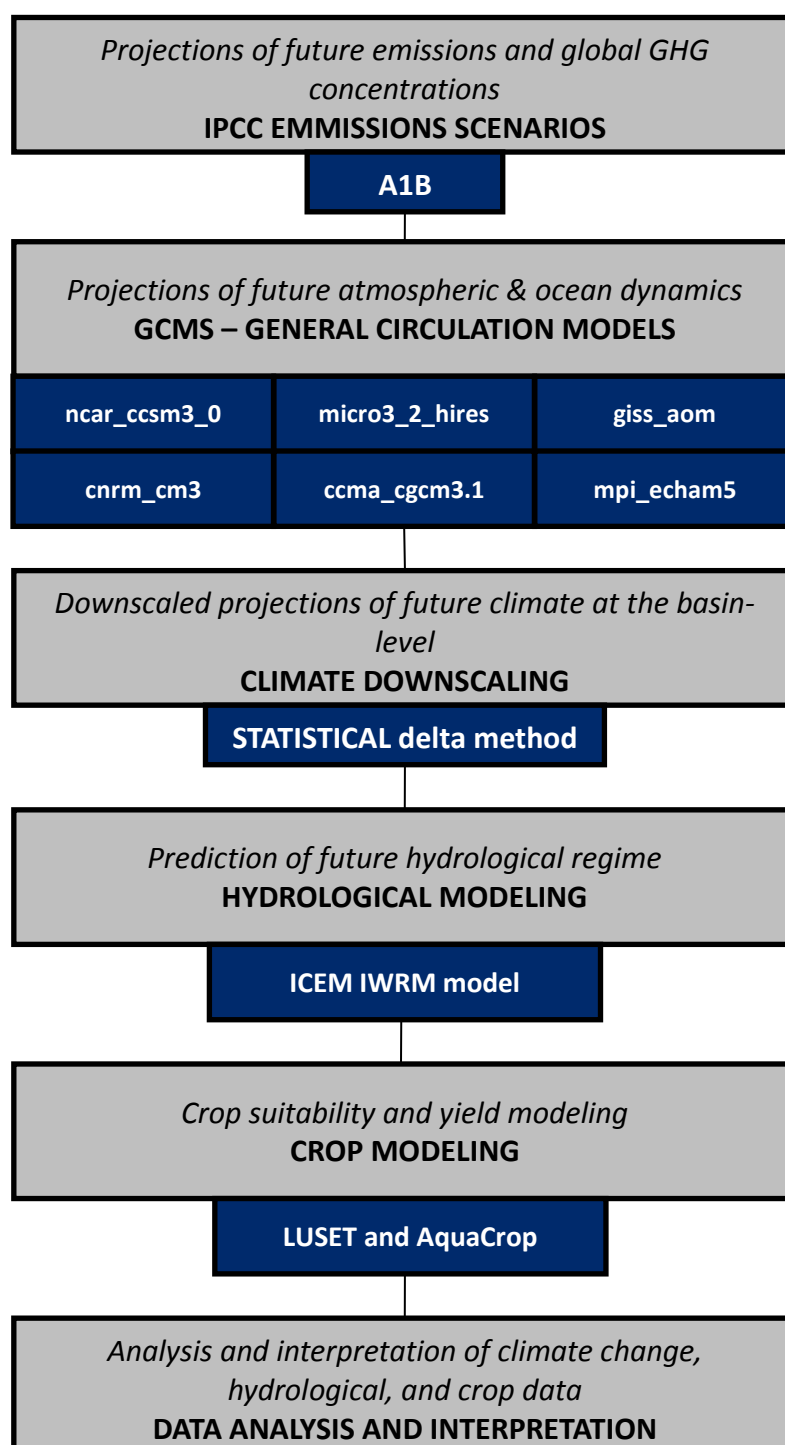 Projections of future emissions and global GHG
concentrations
IPCC EMMISSIONS SCENARIOS
A1B
Projections of future atmospheric & ocean dynamics
GCMS – GENERAL CIRCULATION MODELS
ncar_ccsm3_0 micro3_2_hires giss_aom
cnrm_cm3 ccma_cgcm3.1 mpi_echam5
Downscaled projections of future climate at the basin-
level
CLIMATE DOWNSCALING
STATISTICAL delta method
Prediction of future hydrological regime
HYDROLOGICAL MODELING
ICEM IWRM model
Crop suitability and yield modeling
CROP MODELING
LUSET and AquaCrop
Analysis and interpretation of climate change,
hydrological, and crop data
DATA ANALYSIS AND INTERPRETATION